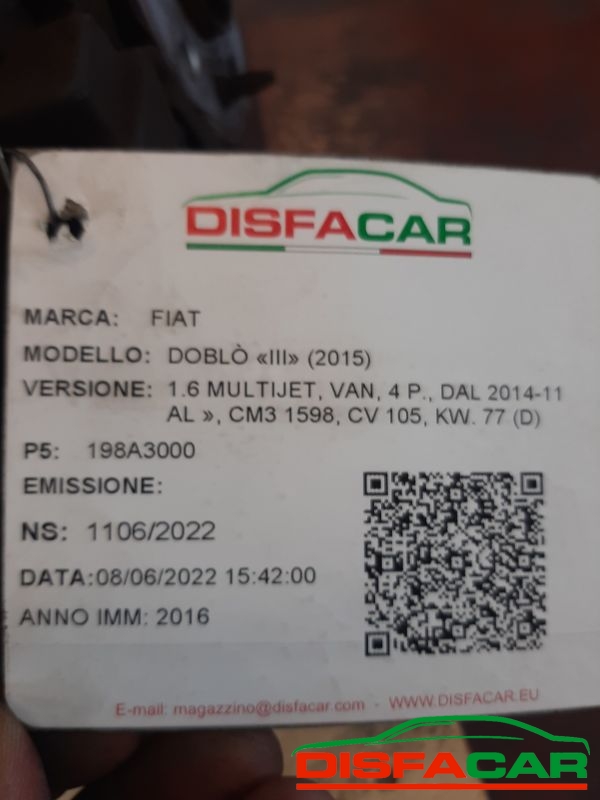 DISFACAR
MARCA: FIAT
MODELLO: DOBLÒ «III» (2015)
VERSIONE: 1.6 MULTIJET, VAN, 4 P., DAL 2014-11
AL », CM3 1598, CV 105, KW. 77 (D)
P5: 198A3000
EMISSIONE:
NS: 1106/2022
DATA:08/06/2022 15:42:00
ANNO IMM: 2016
E-mail: magazzino@disfacar.com - WWW.DISFACAR.EU
DISFACAR